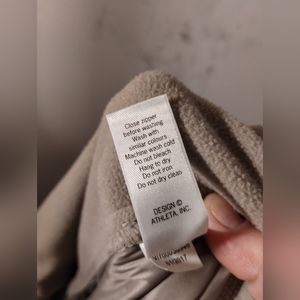 Close zipper
before washing
Wash with
similar colours
Machine wash cold
Do not bleach
Hang to dry
Do not iron
Do not dry clean
DESIGN ©
ATHLETA, INC.